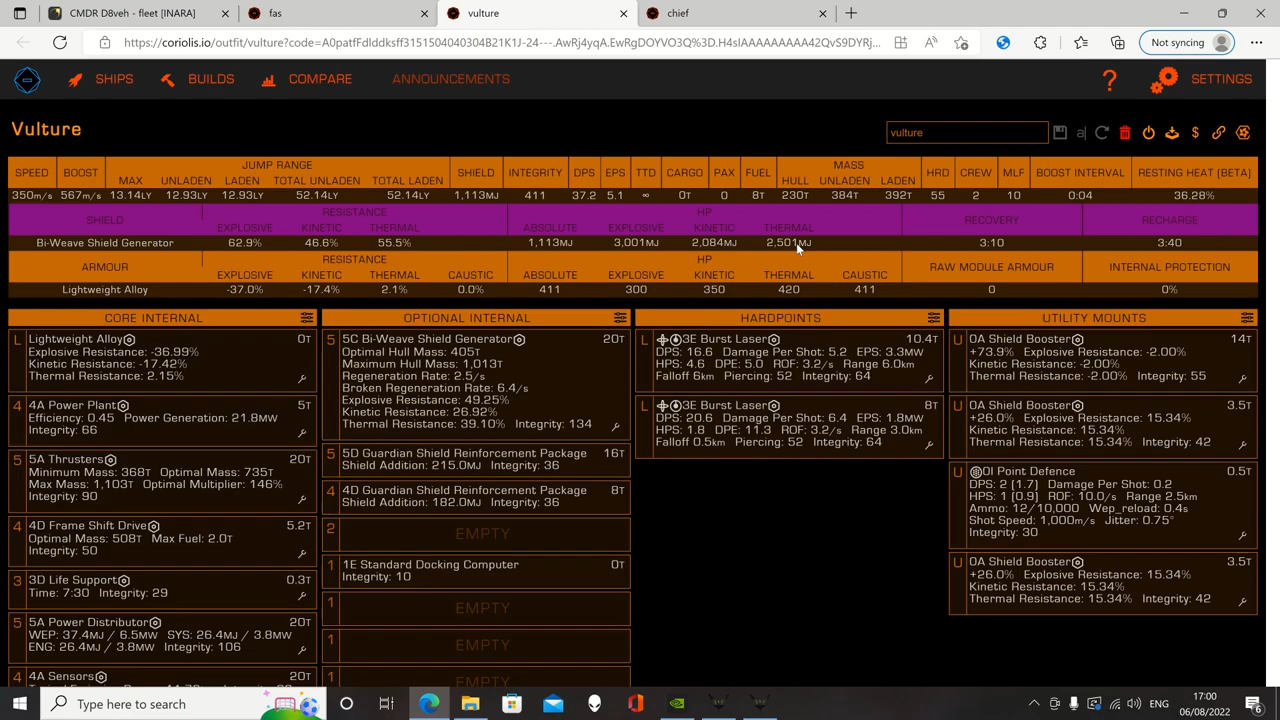 CMDR D8veh - fleet [INARA]
fas
vulture
chief
https://coriolis.io/outfit/vulture?code=A0patfFdlddksff3151504040304B21K1J-24---.AwRj4yqA.EwRgDOYVO3Q%3D.H4sIAAAAAAAAA42QvS9DYRj...
Not syncing
SHIPS
BUILDS
COMPARE
ANNOUNCEMENTS
SETTINGS
Vulture
vulture
SPEED BOOST JUMP RANGE SHIELD INTEGRITY DPS EPS TTD CARGO PAX FUEL MASS HRD CREW MLF BOOST INTERVAL RESTING HEAT (BETA)
MAX UNLADEN LADEN TOTAL UNLADEN TOTAL LADEN HULL UNLADEN LADEN
350m/s 567m/s 13.14LY 12.93LY 12.93LY 52.14LY 52.14LY 1,113MJ 411 37.2 5.1 ∞ 0T 0 8T 230T 384T 392T 55 2 10 0:04 36.28%
SHIELD RESISTANCE HP RECOVERY RECHARGE
EXPLOSIVE KINETIC THERMAL ABSOLUTE EXPLOSIVE KINETIC THERMAL
Bi-Weave Shield Generator 62.9% 46.6% 55.5% 1,113MJ 3,001MJ 2,084MJ 2,501MJ 3:10 3:40
ARMOUR RESISTANCE HP RAW MODULE ARMOUR INTERNAL PROTECTION
EXPLOSIVE KINETIC THERMAL CAUSTIC ABSOLUTE EXPLOSIVE KINETIC THERMAL CAUSTIC
Lightweight Alloy -37.0% -17.4% 2.1% 0.0% 411 300 350 420 411 0 0%
CORE INTERNAL
L Lightweight Alloy 0T
Explosive Resistance: -36.99%
Kinetic Resistance: -17.42%
Thermal Resistance: 2.15%
4 4A Power Plant 5T
Efficiency: 0.45 Power Generation: 21.8MW
Integrity: 66
5 5A Thrusters 20T
Minimum Mass: 368T Optimal Mass: 735T
Max Mass: 1,103T Optimal Multiplier: 146%
Integrity: 90
4 4D Frame Shift Drive 5.2T
Optimal Mass: 508T Max Fuel: 2.0T
Integrity: 50
3 3D Life Support 0.3T
Time: 7:30 Integrity: 29
5 5A Power Distributor 20T
WEP: 37.4MJ / 6.5MW SYS: 26.4MJ / 3.8MW
ENG: 26.4MJ / 3.8MW Integrity: 106
4 4A Sensors 20T
OPTIONAL INTERNAL
5 5C Bi-Weave Shield Generator 20T
Optimal Hull Mass: 405T
Maximum Hull Mass: 1,013T
Regeneration Rate: 2.5/s
Broken Regeneration Rate: 6.4/s
Explosive Resistance: 49.25%
Kinetic Resistance: 26.92%
Thermal Resistance: 39.10% Integrity: 134
5 5D Guardian Shield Reinforcement Package 16T
Shield Addition: 215.0MJ Integrity: 36
4 4D Guardian Shield Reinforcement Package 8T
Shield Addition: 182.0MJ Integrity: 36
2 EMPTY
1 1E Standard Docking Computer 0T
Integrity: 10
1 EMPTY
1 EMPTY
1 EMPTY
HARDPOINTS
L 3E Burst Laser 10.4T
DPS: 16.6 Damage Per Shot: 5.2 EPS: 3.3MW
HPS: 4.6 DPE: 5.0 ROF: 3.2/s Range 6.0km
Falloff 6km Piercing: 52 Integrity: 64
L 3E Burst Laser 8T
DPS: 20.6 Damage Per Shot: 6.4 EPS: 1.8MW
HPS: 1.8 DPE: 11.3 ROF: 3.2/s Range 3.0km
Falloff 0.5km Piercing: 52 Integrity: 64
UTILITY MOUNTS
U 0A Shield Booster 14T
+73.9% Explosive Resistance: -2.00%
Kinetic Resistance: -2.00%
Thermal Resistance: -2.00% Integrity: 55
U 0A Shield Booster 3.5T
+26.0% Explosive Resistance: 15.34%
Kinetic Resistance: 15.34%
Thermal Resistance: 15.34% Integrity: 42
U 0I Point Defence 0.5T
DPS: 2 [1.7] Damage Per Shot: 0.2
HPS: 1 [0.9] ROF: 10.0/s Range 2.5km
Ammo: 12/10,000 Wep_reload: 0.4s
Shot Speed: 1,000m/s Jitter: 0.75°
Integrity: 30
U 0A Shield Booster 3.5T
+26.0% Explosive Resistance: 15.34%
Kinetic Resistance: 15.34%
Thermal Resistance: 15.34% Integrity: 42
Type here to search
ENG
17:00
06/08/2022
6